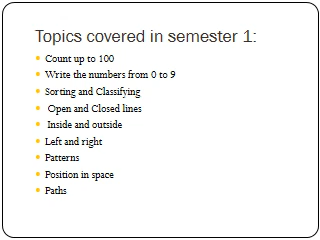 Topics covered in semester 1:
• Count up to 100
• Write the numbers from 0 to 9
• Sorting and Classifying
• Open and Closed lines
• Inside and outside
• Left and right
• Patterns
• Position in space
• Paths